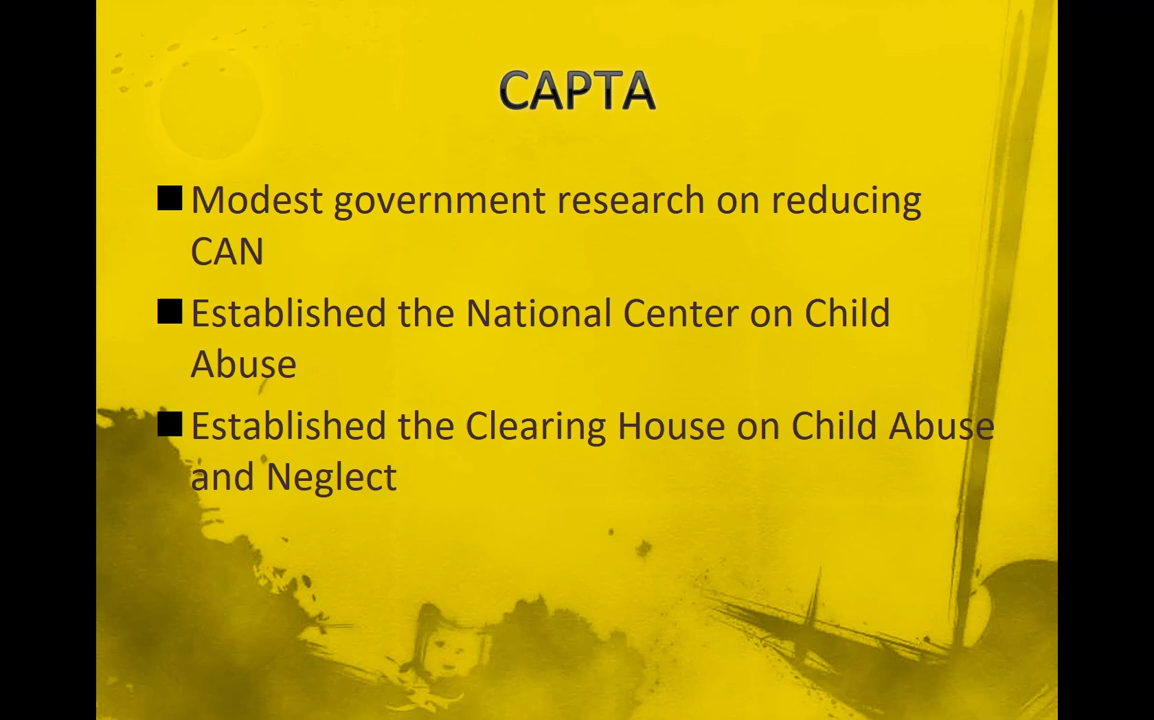 CAPTA
Modest government research on reducing
CAN
Established the National Center on Child
Abuse
Established the Clearing House on Child Abuse
and Neglect